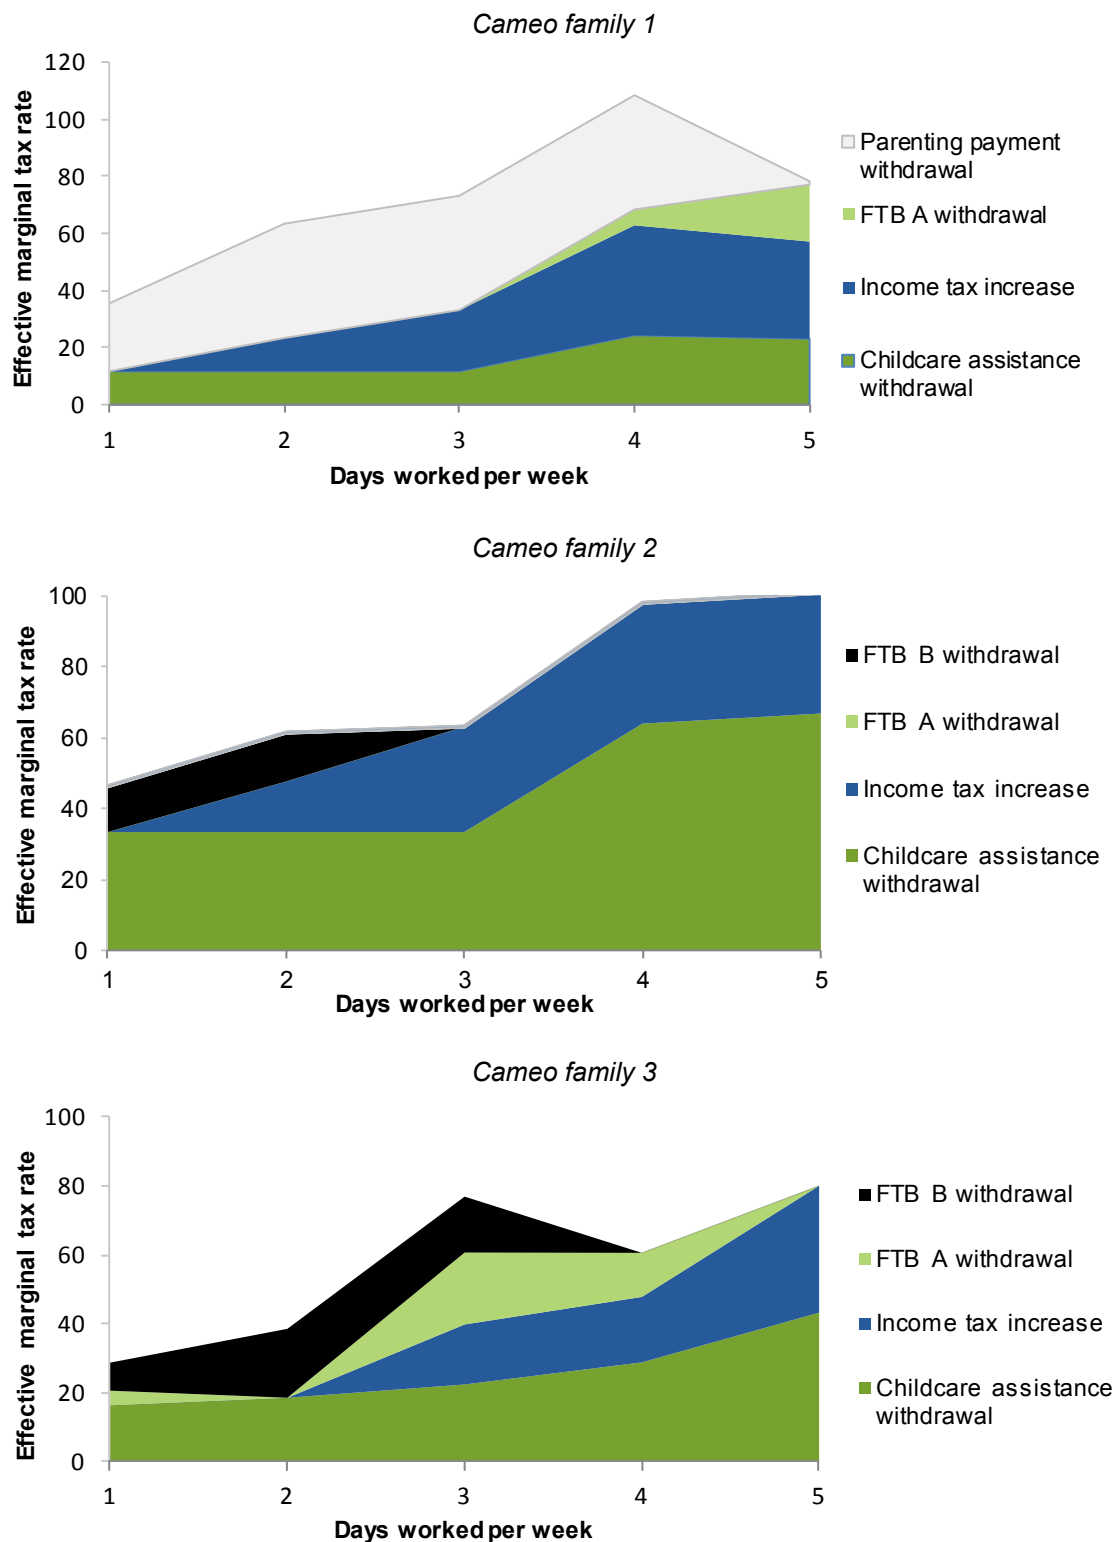 Cameo family 1
Effective marginal tax rate
120
100
80
60
40
20
0
1 2 3 4 5
Days worked per week
Parenting payment
withdrawal
FTB A withdrawal
Income tax increase
Childcare assistance
withdrawal
Cameo family 2
Effective marginal tax rate
100
80
60
40
20
0
1 2 3 4 5
Days worked per week
FTB B withdrawal
FTB A withdrawal
Income tax increase
Childcare assistance
withdrawal
Cameo family 3
Effective marginal tax rate
100
80
60
40
20
0
1 2 3 4 5
Days worked per week
FTB B withdrawal
FTB A withdrawal
Income tax increase
Childcare assistance
withdrawal